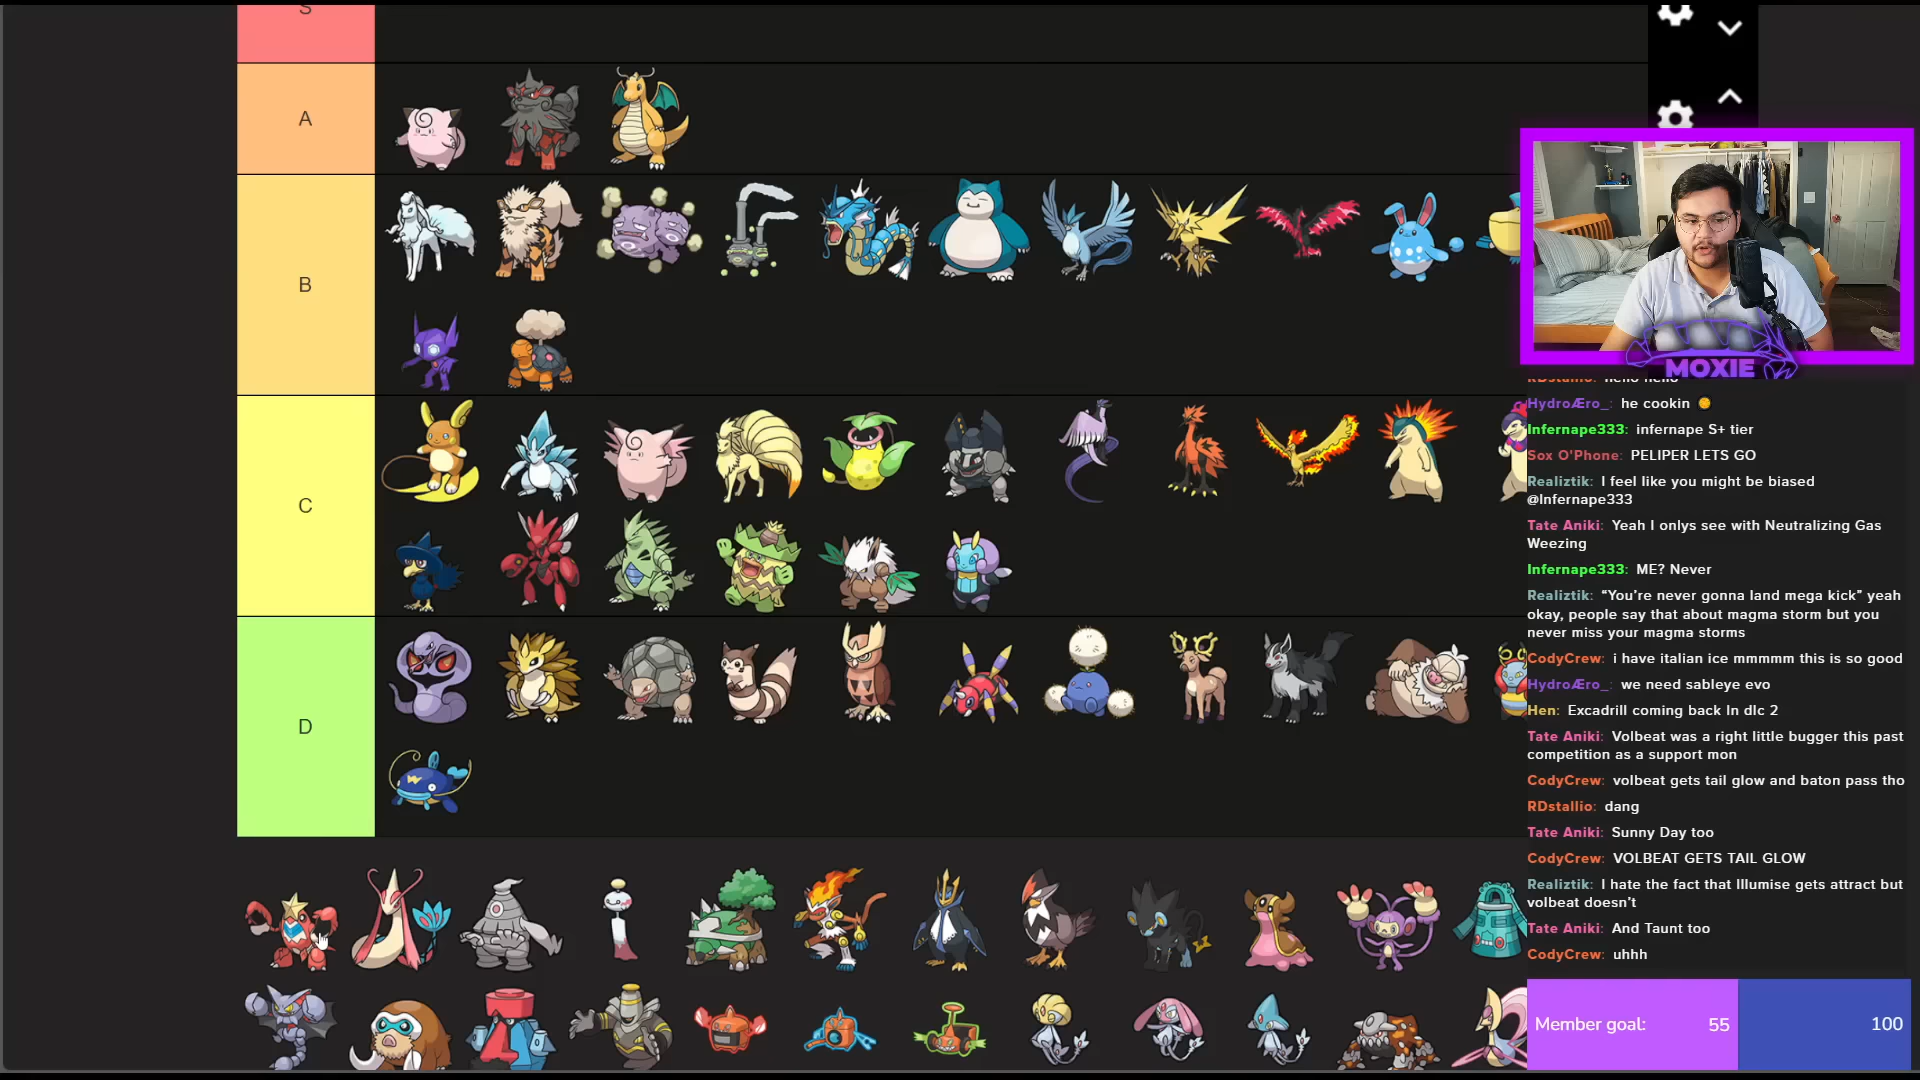 S
A
B
C
D
MOXIE
RDstallio: hello hello
HydroÆro_: he cookin
Infernape333: infernape S+ tier
Sox O'Phone: PELIPER LETS GO
Realiztik: I feel like you might be biased
@Infernape333
Tate Aniki: Yeah I onlys see with Neutralizing Gas
Weezing
Infernape333: ME? Never
Realiztik: “You’re never gonna land mega kick” yeah
okay, people say that about magma storm but you
never miss your magma storms
CodyCrew: i have italian ice mmmmm this is so good
HydroÆro_: we need sableye evo
Hen: Excadrill coming back In dlc 2
Tate Aniki: Volbeat was a right little bugger this past
competition as a support mon
CodyCrew: volbeat gets tail glow and baton pass tho
RDstallio: dang
Tate Aniki: Sunny Day too
CodyCrew: VOLBEAT GETS TAIL GLOW
Realiztik: I hate the fact that Illumise gets attract but
volbeat doesn’t
Tate Aniki: And Taunt too
CodyCrew: uhhh
Member goal: 55 100